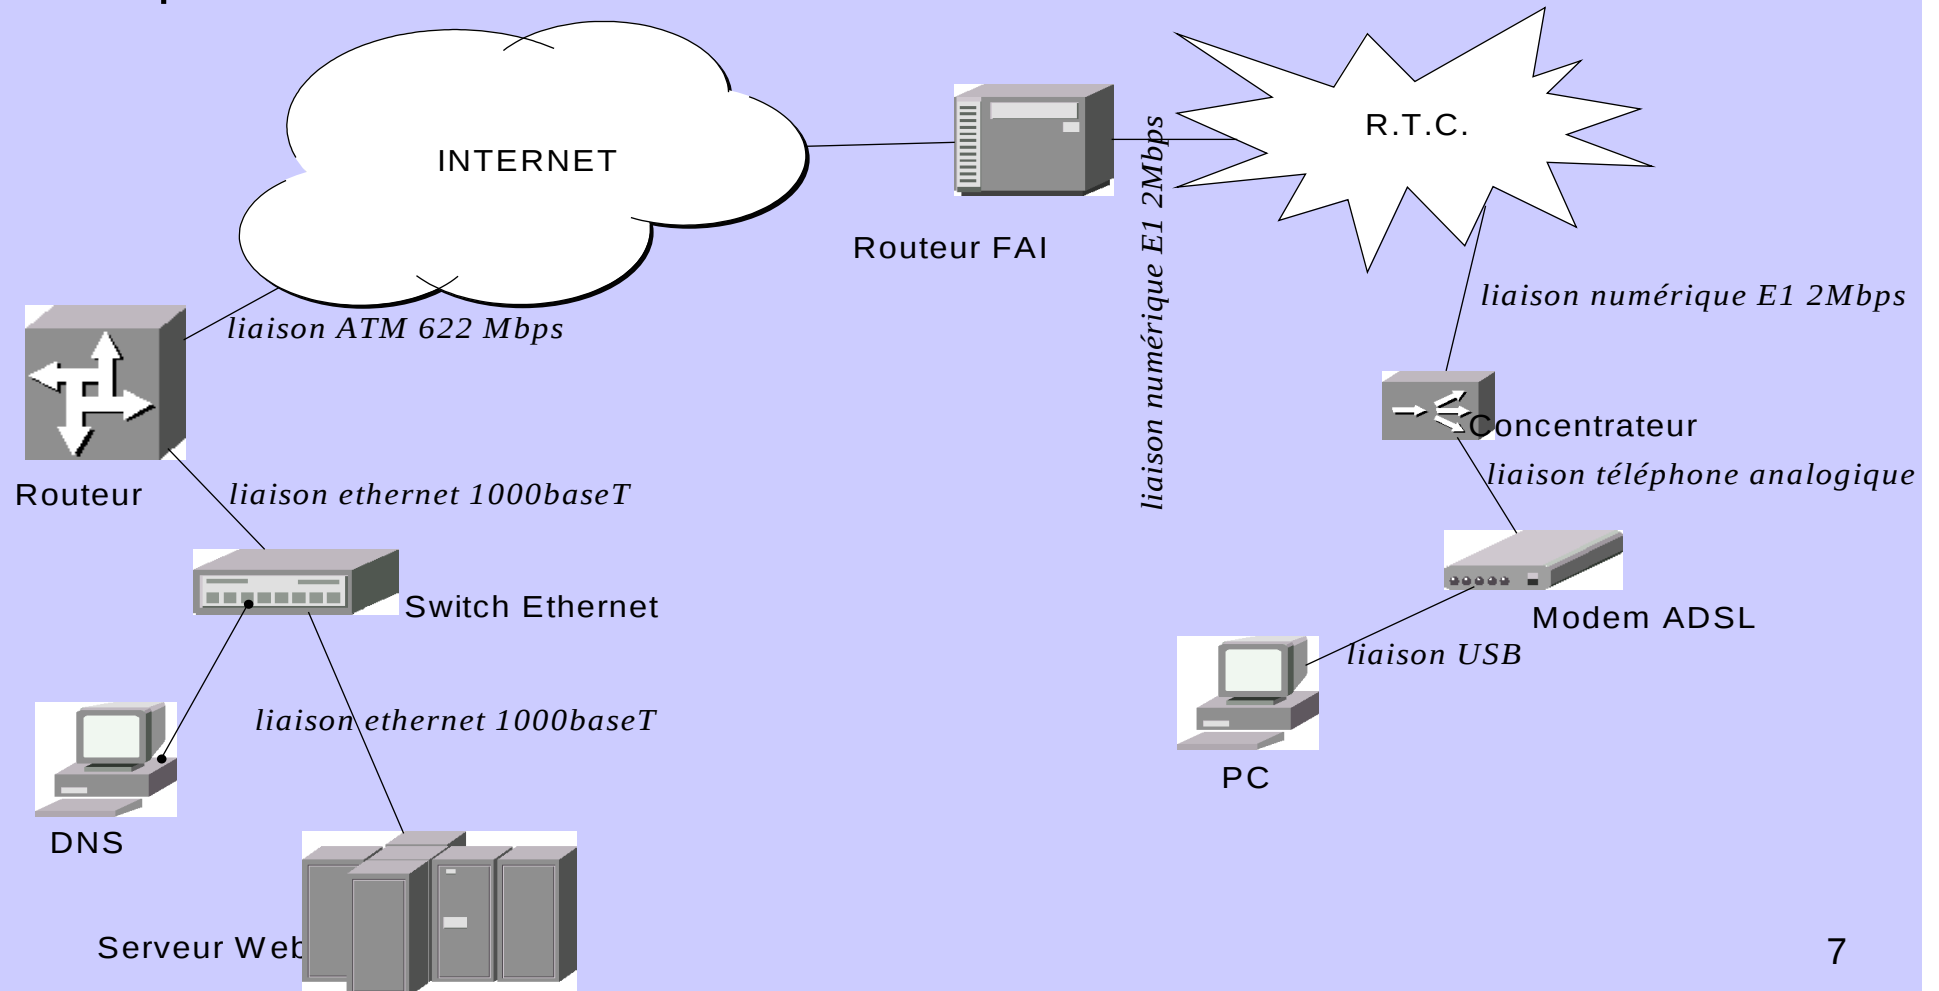 R.T.C.
INTERNET
Routeur FAI
liaison numérique E1 2Mbps
liaison numérique E1 2Mbps
liaison ATM 622 Mbps
Concentrateur
liaison téléphone analogique
Routeur
liaison ethernet 1000baseT
Switch Ethernet
Modem ADSL
liaison USB
liaison ethernet 1000baseT
PC
DNS
Serveur Web
7